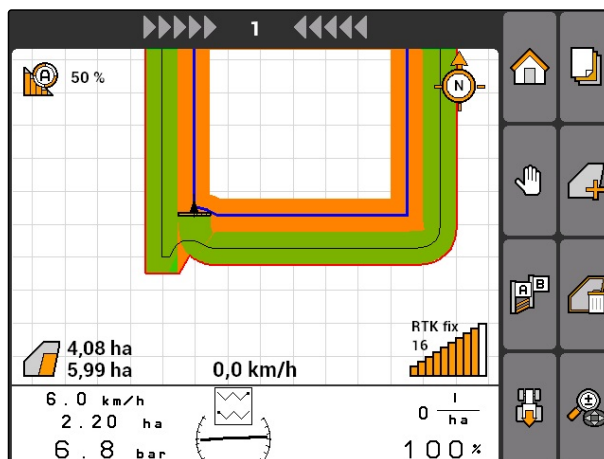 1
A 50 %
N
A B
RTK fix
16
4,08 ha
5,99 ha
0,0 km/h
6.0 km/h
2.20 ha
6.8 bar
0 l/ha
100 %